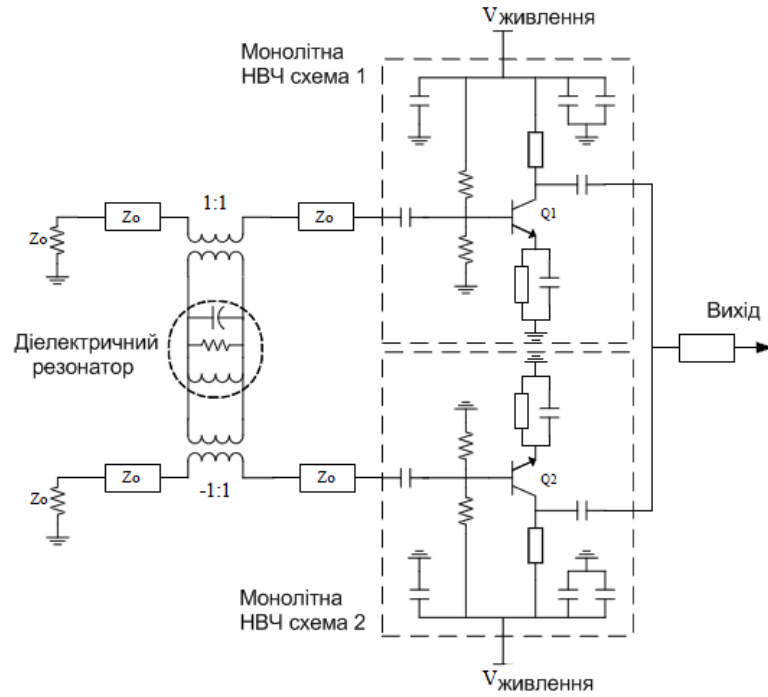 Vживлення
Монолітна
НВЧ схема 1
1:1
Zo
Zo
Zo
Q1
Діелектричний
резонатор
Вихід
Zo
Zo
Zo
-1:1
Q2
Монолітна
НВЧ схема 2
Vживлення